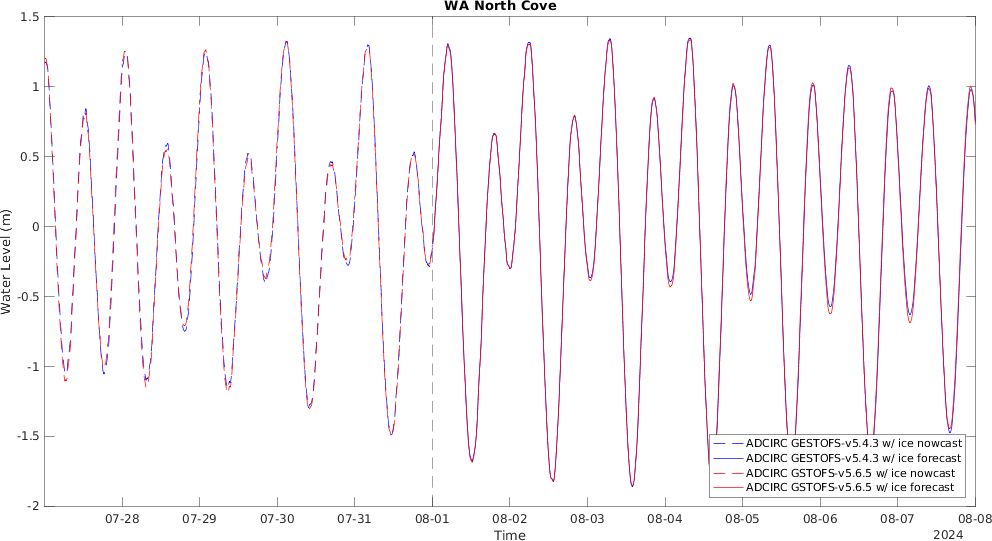 WA North Cove
1.5
1
0.5
0
-0.5
-1
-1.5
-2
Water Level (m)
07-28 07-29 07-30 07-31 08-01 08-02 08-03 08-04 08-05 08-06 08-07 08-08
Time
2024
ADCIRC GESTOFS-v5.4.3 w/ ice nowcast
ADCIRC GESTOFS-v5.4.3 w/ ice forecast
ADCIRC GSTOFS-v5.6.5 w/ ice nowcast
ADCIRC GSTOFS-v5.6.5 w/ ice forecast